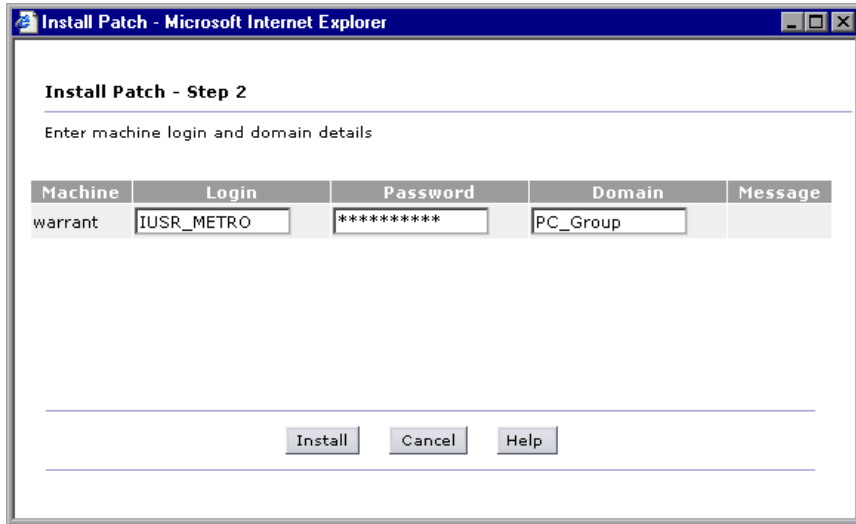 Install Patch - Microsoft Internet Explorer
Install Patch - Step 2
Enter machine login and domain details
Machine Login Password Domain Message
warrant IUSR_METRO ********** PC_Group
Install Cancel Help